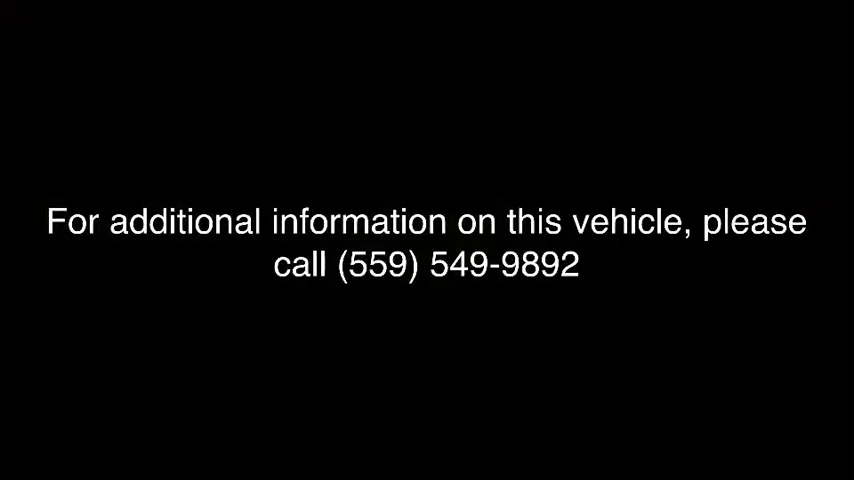 For additional information on this vehicle, please
call (559) 549-9892